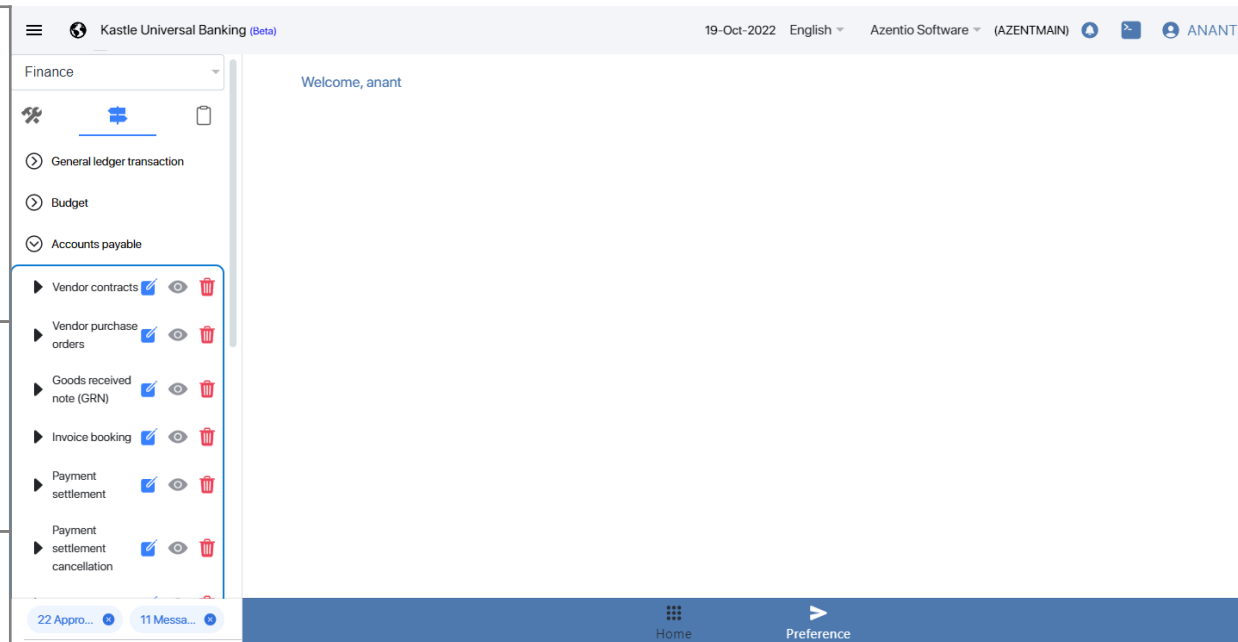 Kastle Universal Banking (Beta)
19-Oct-2022 English Azentio Software (AZENTMAIN) ANANT
Finance
Welcome, anant
General ledger transaction
Budget
Accounts payable
Vendor contracts
Vendor purchase
orders
Goods received
note (GRN)
Invoice booking
Payment
settlement
Payment
settlement
cancellation
22 Appro... 11 Messa...
Home Preference